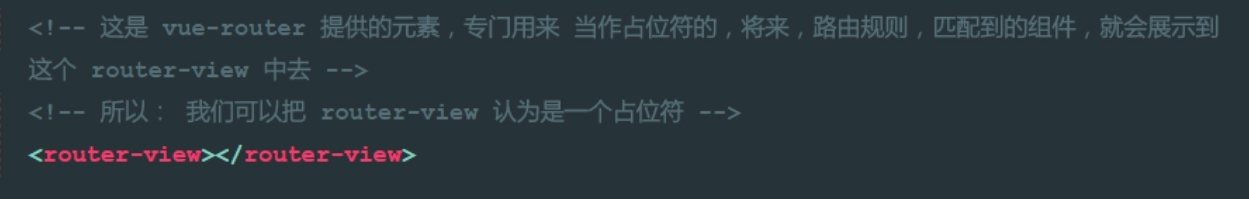 <!-- 这是 vue-router 提供的元素，专门用来 当作占位符的，将来，路由规则，匹配到的组件，就会展示到
这个 router-view 中去 -->
<!-- 所以： 我们可以把 router-view 认为是一个占位符 -->
<router-view></router-view>